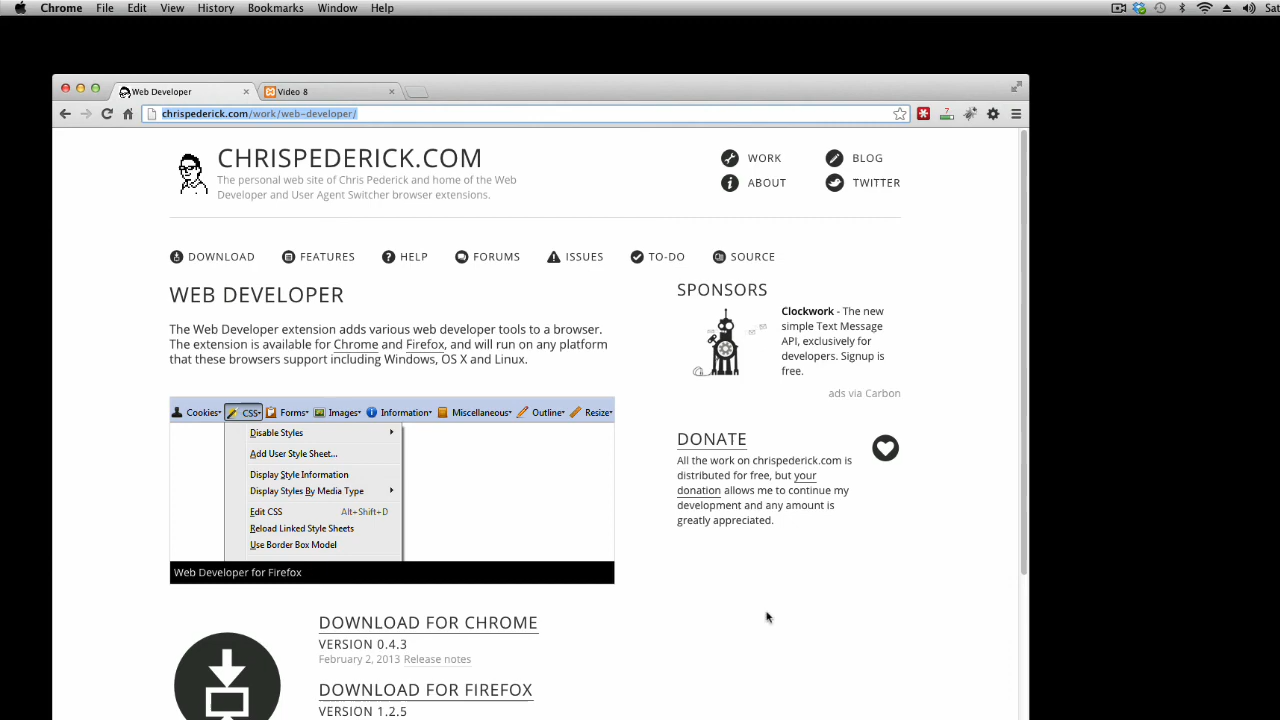 Chrome File Edit View History Bookmarks Window Help Sat
Web Developer
Video 8
chrispederick.com/work/web-developer/
CHRISPEDERICK.COM
The personal web site of Chris Pederick and home of the Web
Developer and User Agent Switcher browser extensions.
WORK
BLOG
ABOUT
TWITTER
DOWNLOAD FEATURES HELP FORUMS ISSUES TO-DO SOURCE
WEB DEVELOPER
The Web Developer extension adds various web developer tools to a browser.
The extension is available for Chrome and Firefox, and will run on any platform
that these browsers support including Windows, OS X and Linux.
Cookies CSS Forms Images Information Miscellaneous Outline Resize
Disable Styles
Add User Style Sheet...
Display Style Information
Display Styles By Media Type
Edit CSS Alt+Shift+D
Reload Linked Style Sheets
Use Border Box Model
Web Developer for Firefox
DOWNLOAD FOR CHROME
VERSION 0.4.3
February 2, 2013 Release notes
DOWNLOAD FOR FIREFOX
VERSION 1.2.5
SPONSORS
Clockwork - The new
simple Text Message
API, exclusively for
developers. Signup is
free.
ads via Carbon
DONATE
All the work on chrispederick.com is
distributed for free, but your
donation allows me to continue my
development and any amount is
greatly appreciated.